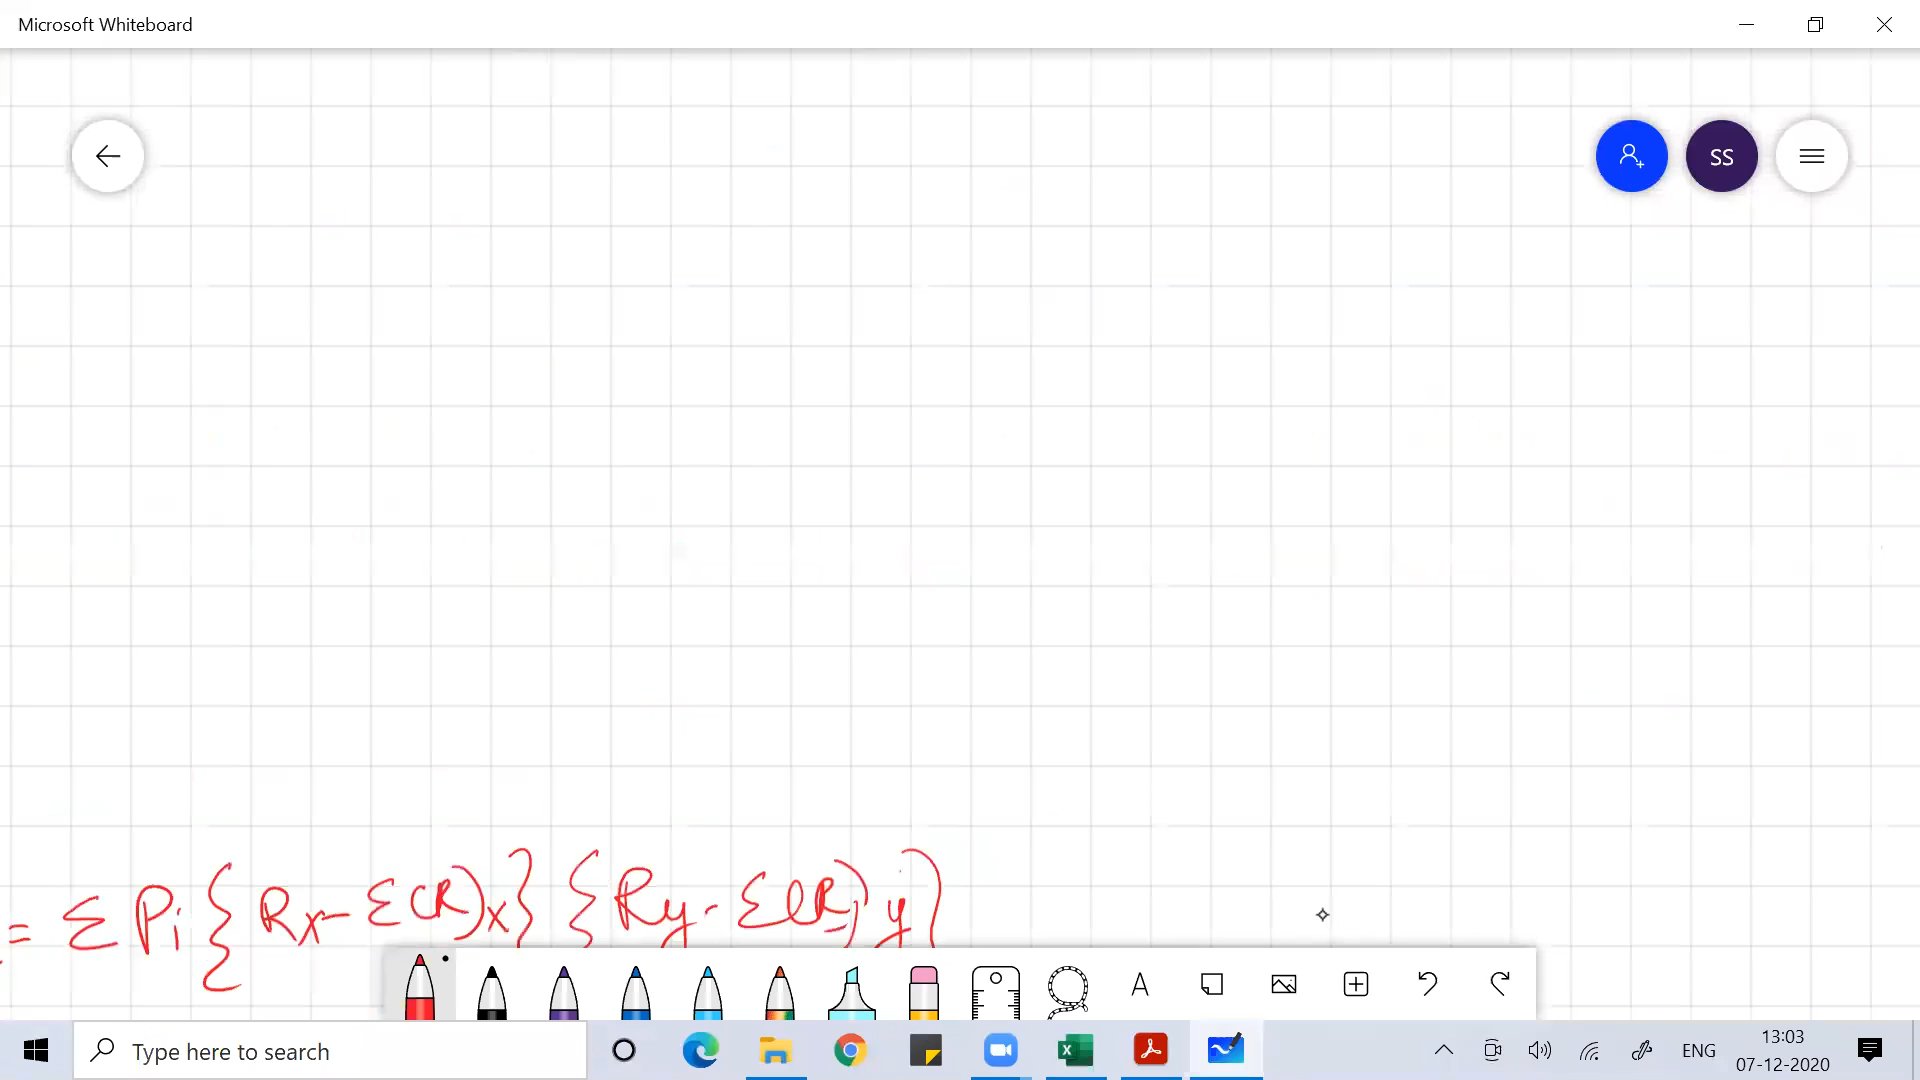 Microsoft Whiteboard
SS
= Σ Pi { Rx - Σ(R)x } { Ry - Σ(R)y }
A
Type here to search
ENG
13:03
07-12-2020